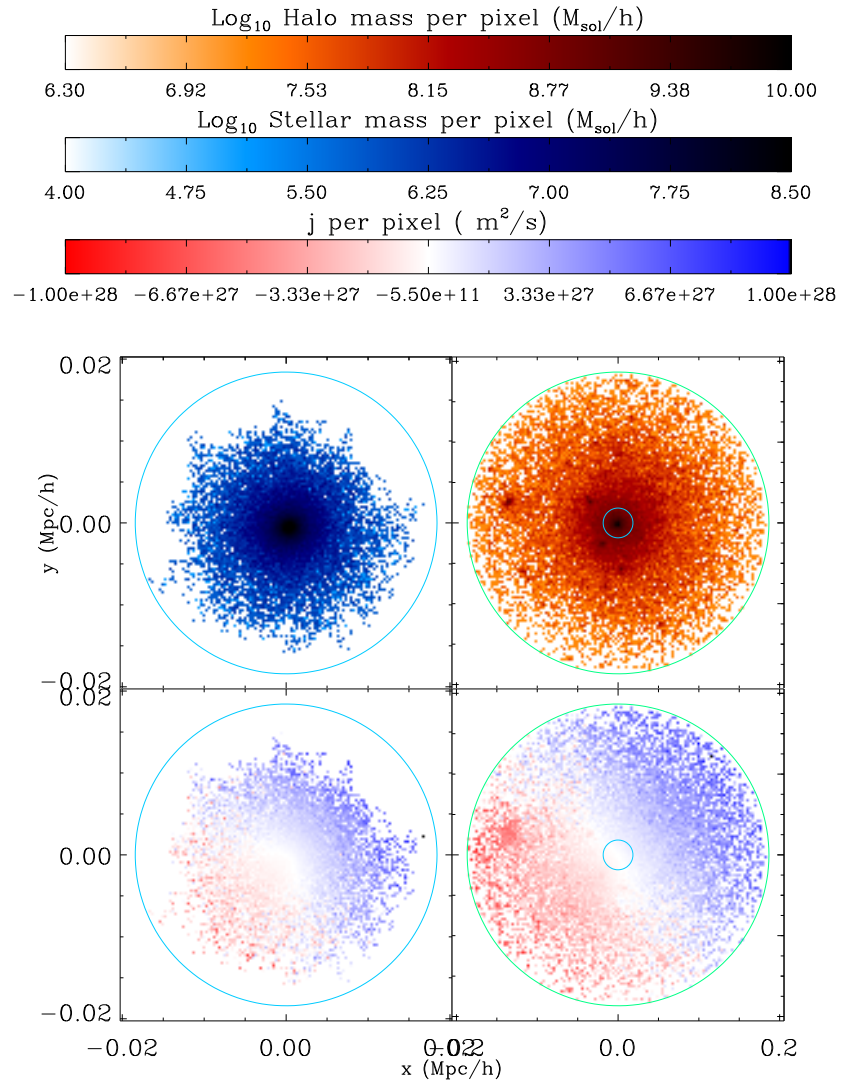 Log10 Halo mass per pixel (Msol/h)
6.30 6.92 7.53 8.15 8.77 9.38 10.00
Log10 Stellar mass per pixel (Msol/h)
4.00 4.75 5.50 6.25 7.00 7.75 8.50
j per pixel ( m²/s)
−1.00e+28 −6.67e+27 −3.33e+27 −5.50e+11 3.33e+27 6.67e+27 1.00e+28
0.02
0.00
y (Mpc/h)
−0.02
0.02
0.00
−0.02
−0.02 0.00 0.02 −0.2 0.0 0.2
x (Mpc/h)